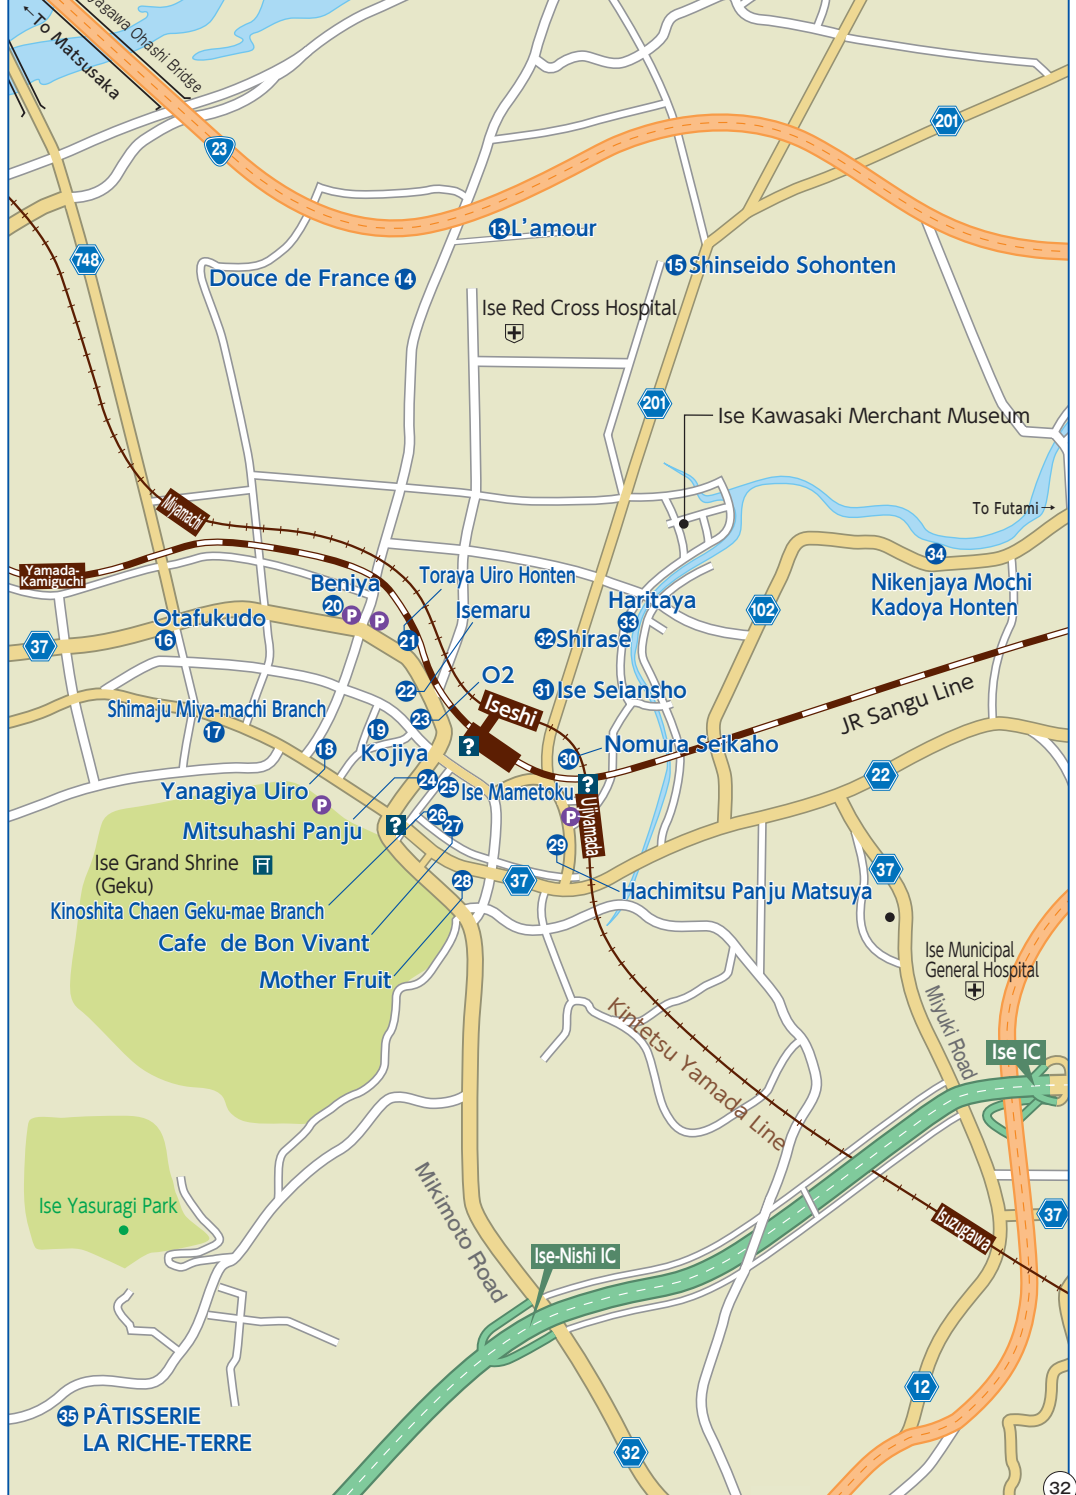 ←To Matsusaka
Ohashi Bridge
23
201
748
13 L'amour
Douce de France 14
15 Shinseido Sohonten
Ise Red Cross Hospital
201
Ise Kawasaki Merchant Museum
To Futami→
Miyamachi
34
Nikenjaya Mochi
Kadoya Honten
Yamada-
Kamiguchi
Beniya
20
P
P
Toraya Uiro Honten
21
Isemaru
22
Haritaya
33
102
Otafukudo
16
37
32 Shirase
O2
23
31 Ise Seiansho
Iseshi
JR Sangu Line
Shimaju Miya-machi Branch
17
18
19
Kojiya
?
30
Nomura Seikaho
22
Yanagiya Uiro
P
24
25
Ise Mametoku
?
Ujiyamada
P
Mitsuhashi Panju
?
26
27
29
37
Ise Grand Shrine
(Geku)
28
37
Hachimitsu Panju Matsuya
Kinoshita Chaen Geku-mae Branch
Cafe de Bon Vivant
Mother Fruit
Ise Municipal
General Hospital
Miyuki Road
Kintetsu Yamada Line
Ise IC
Ise Yasuragi Park
Mikimoto Road
Isuzugawa
37
Ise-Nishi IC
12
35 PÂTISSERIE
LA RICHE-TERRE
32
32